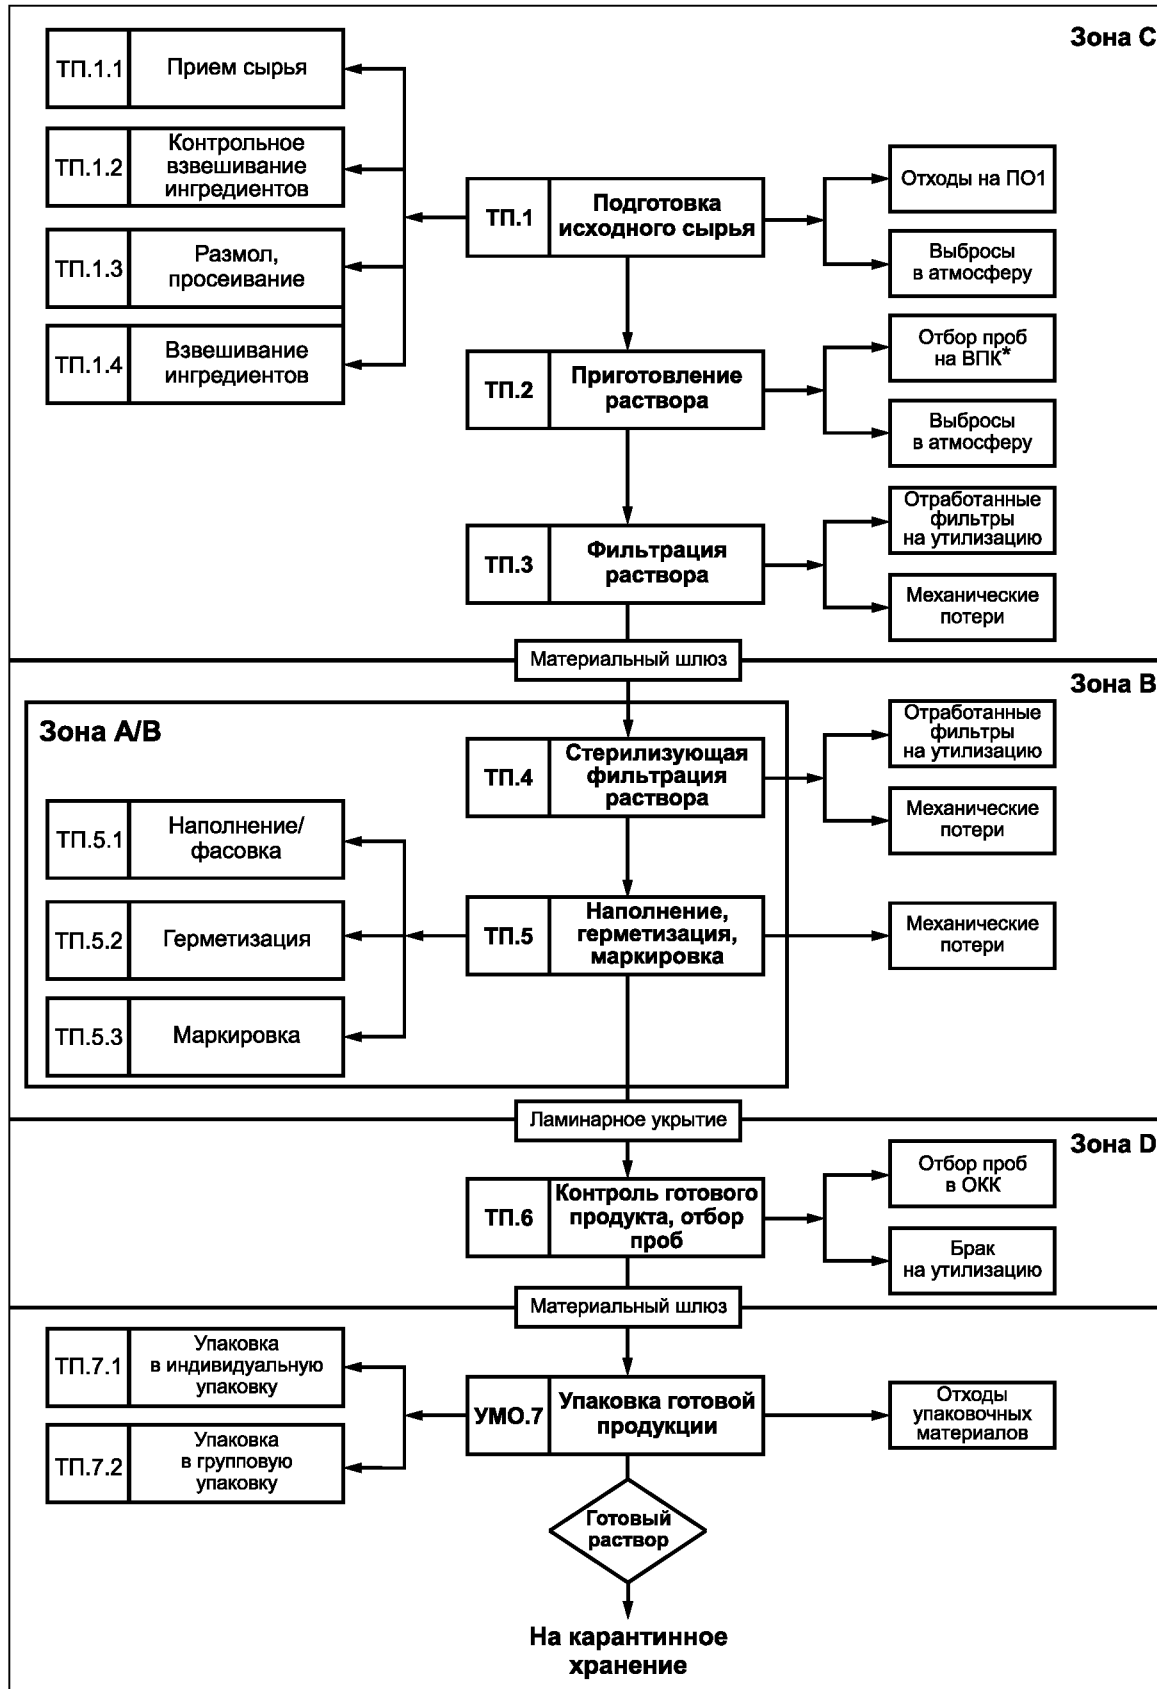 Зона С
ТП.1.1
Прием сырья
ТП.1.2
Контрольное
взвешивание
ингредиентов
ТП.1.3
Размол,
просеивание
ТП.1.4
Взвешивание
ингредиентов
ТП.1
Подготовка
исходного сырья
Отходы на ПО1
Выбросы
в атмосферу
ТП.2
Приготовление
раствора
Отбор проб
на ВПК*
Выбросы
в атмосферу
ТП.3
Фильтрация
раствора
Отработанные
фильтры
на утилизацию
Механические
потери
Материальный шлюз
Зона В
Зона А/В
ТП.4
Стерилизующая
фильтрация
раствора
Отработанные
фильтры
на утилизацию
Механические
потери
ТП.5.1
Наполнение/
фасовка
ТП.5.2
Герметизация
ТП.5.3
Маркировка
ТП.5
Наполнение,
герметизация,
маркировка
Механические
потери
Ламинарное укрытие
Зона D
ТП.6
Контроль готового
продукта, отбор
проб
Отбор проб
в ОКК
Брак
на утилизацию
Материальный шлюз
ТП.7.1
Упаковка
в индивидуальную
упаковку
ТП.7.2
Упаковка
в групповую
упаковку
УМО.7
Упаковка готовой
продукции
Отходы
упаковочных
материалов
Готовый
раствор
На карантинное
хранение